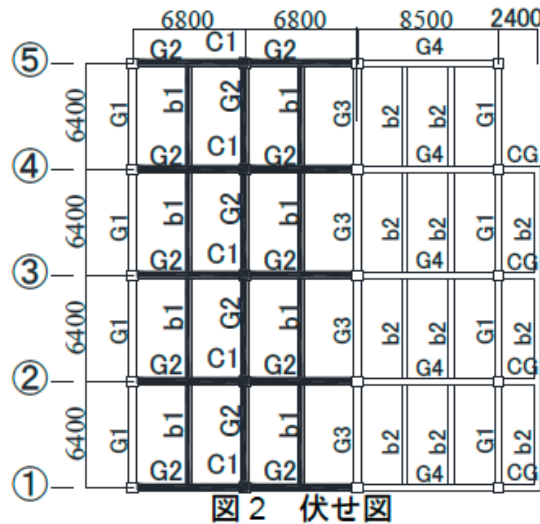 6800 6800 8500 2400
G2 C1 G2 G4
⑤
6400 G1 b1 G2 b1 G3 b2 b2 G1
G2 C1 G2 G4 CG
④
6400 G1 b1 G2 b1 G3 b2 b2 G1 b2
G2 C1 G2 G4 CG
③
6400 G1 b1 G2 b1 G3 b2 b2 G1 b2
G2 C1 G2 G4 CG
②
6400 G1 b1 G2 b1 G3 b2 b2 G1 b2
G2 C1 G2 G4 CG
①
図2 伏せ図